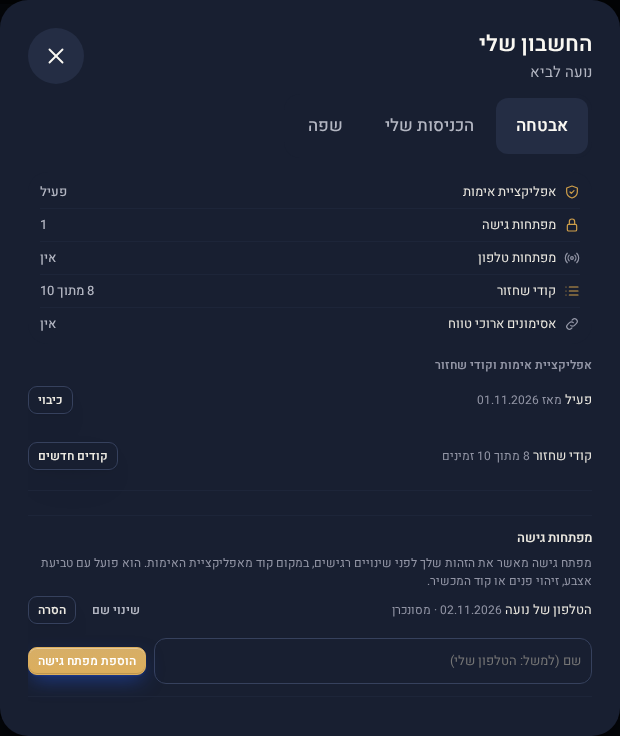 החשבון שלי
נועה לביא
אבטחה
הכניסות שלי
שפה
אפליקציית אימות
פעיל
מפתחות גישה
1
מפתחות טלפון
אין
קודי שחזור
8 מתוך 10
אסימונים ארוכי טווח
אין
אפליקציית אימות וקודי שחזור
פעיל מאז 01.11.2026
כיבוי
קודי שחזור 8 מתוך 10 זמינים
קודים חדשים
מפתחות גישה
מפתח גישה מאשר את הזהות שלך לפני שינויים רגישים, במקום קוד מאפליקציית האימות. הוא פועל עם טביעת
אצבע, זיהוי פנים או קוד המכשיר.
הטלפון של נועה 02.11.2026 · מסונכרן
שינוי שם
הסרה
שם (למשל: הטלפון שלי)
הוספת מפתח גישה